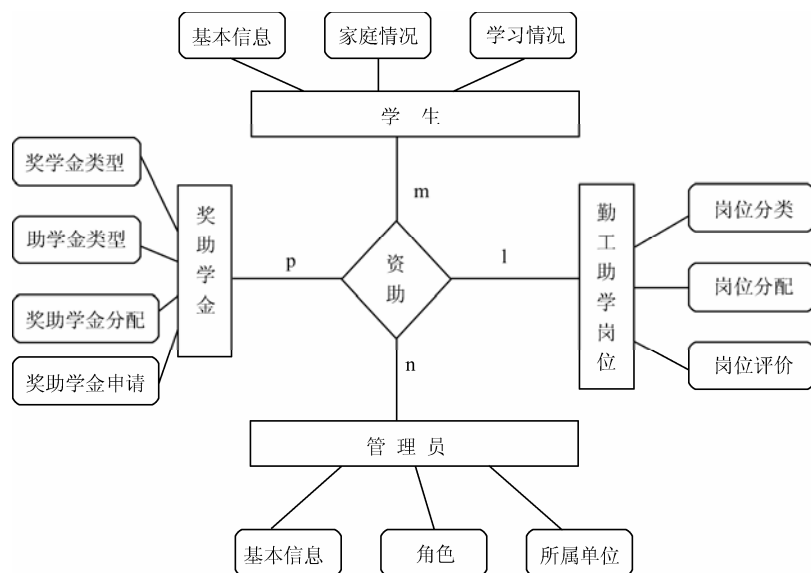 基本信息
家庭情况
学习情况
学 生
奖学金类型
助学金类型
奖助学金分配
奖助学金申请
奖助学金
m
p
资助
l
n
勤工助学岗位
岗位分类
岗位分配
岗位评价
管 理 员
基本信息
角色
所属单位